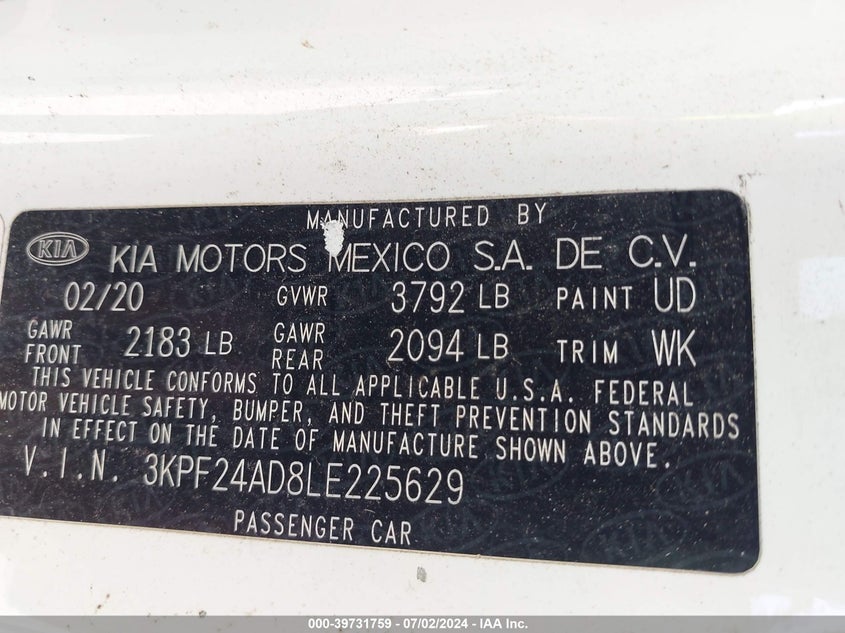 MANUFACTURED BY
KIA KIA MOTORS MEXICO S.A. DE C.V.
02/20 GVWR 3792 LB PAINT UD
GAWR FRONT 2183 LB GAWR REAR 2094 LB TRIM WK
THIS VEHICLE CONFORMS TO ALL APPLICABLE U.S.A. FEDERAL
MOTOR VEHICLE SAFETY, BUMPER, AND THEFT PREVENTION STANDARDS
IN EFFECT ON THE DATE OF MANUFACTURE SHOWN ABOVE.
V.I.N. 3KPF24AD8LE225629
PASSENGER CAR
000-39731759 | 07/02/2024 | © IAA Inc.